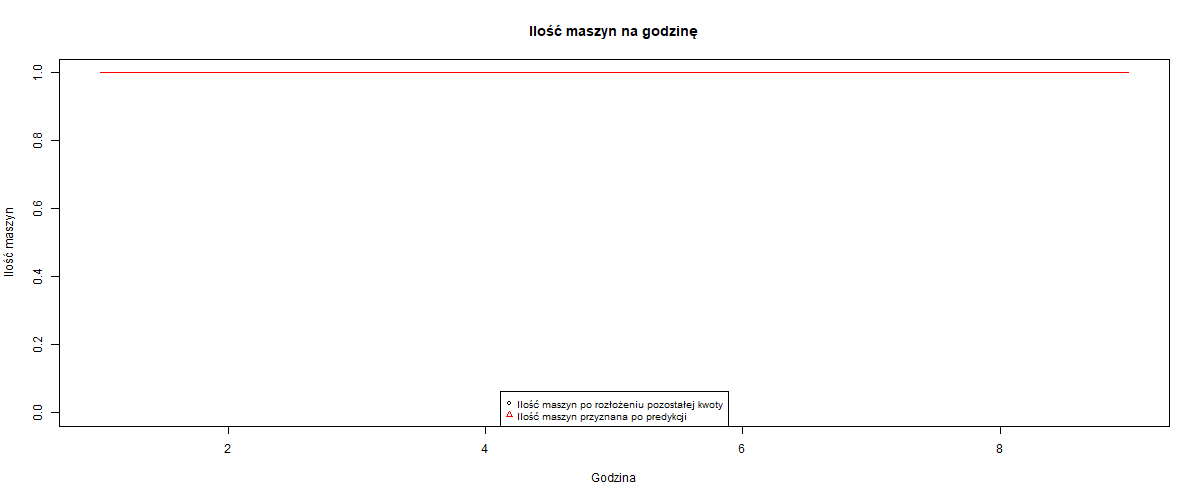 Ilość maszyn na godzinę
Ilość maszyn
1.0
0.8
0.6
0.4
0.2
0.0
Ilość maszyn po rozłożeniu pozostałej kwoty
Ilość maszyn przyznana po predykcji
2 4 6 8
Godzina